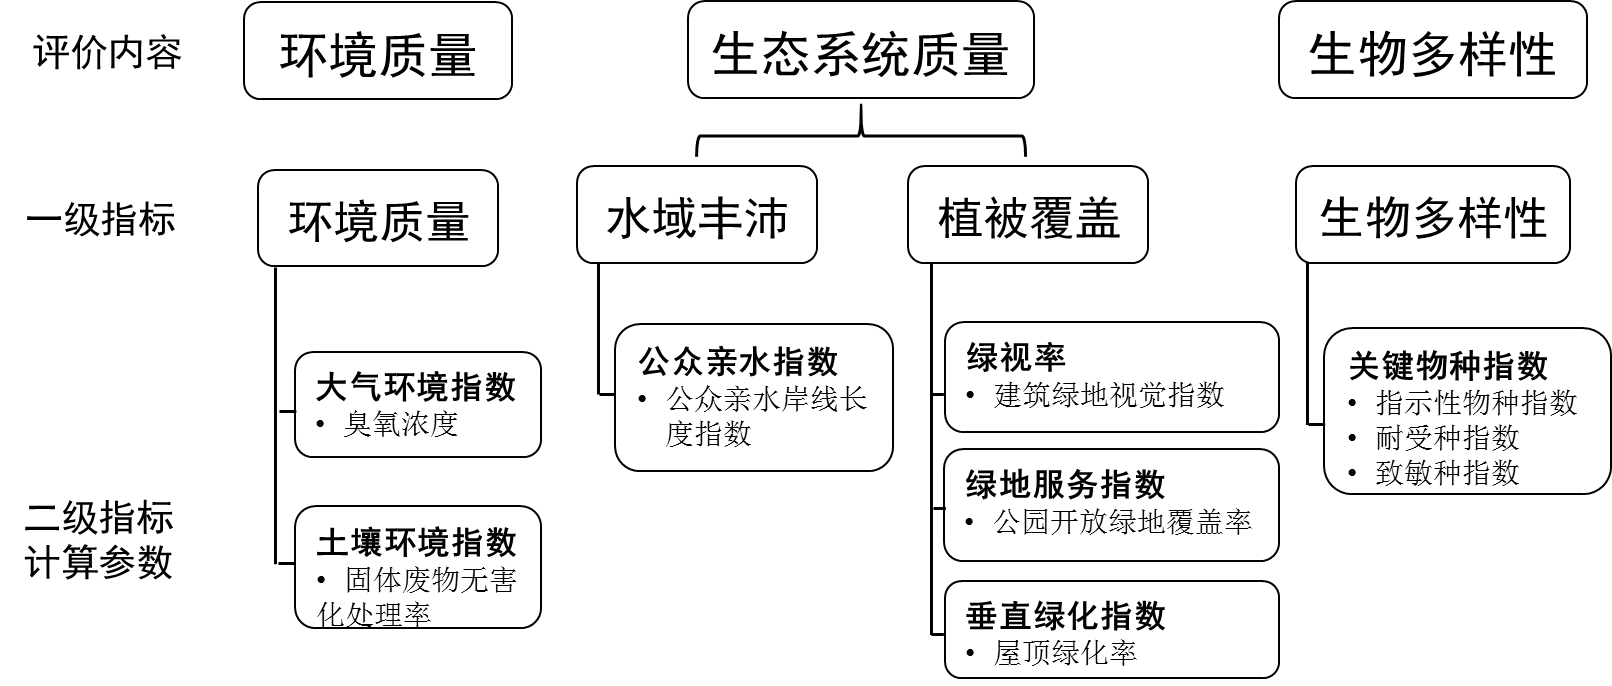 评价内容
环境质量
生态系统质量
生物多样性
一级指标
环境质量
水域丰沛
植被覆盖
生物多样性
二级指标
计算参数
大气环境指数
• 臭氧浓度
土壤环境指数
• 固体废物无害
化处理率
公众亲水指数
• 公众亲水岸线长
度指数
绿视率
• 建筑绿地视觉指数
绿地服务指数
• 公园开放绿地覆盖率
垂直绿化指数
• 屋顶绿化率
关键物种指数
• 指示性物种指数
• 耐受种指数
• 致敏种指数